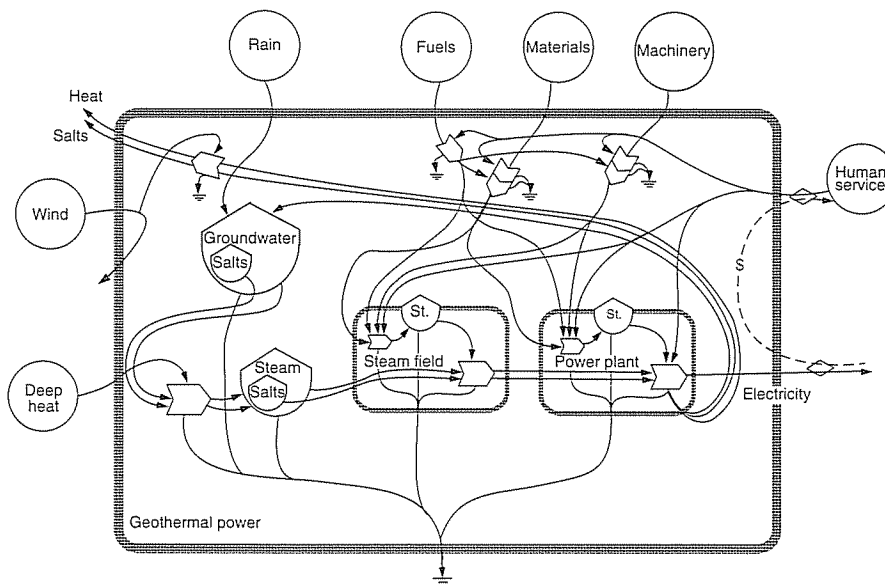 Rain
Fuels
Materials
Machinery
Heat
Salts
Human
service
Wind
Groundwater
Salts
S
St.
St.
Steam field
Power plant
Steam
Salts
Deep
heat
Electricity
Geothermal power